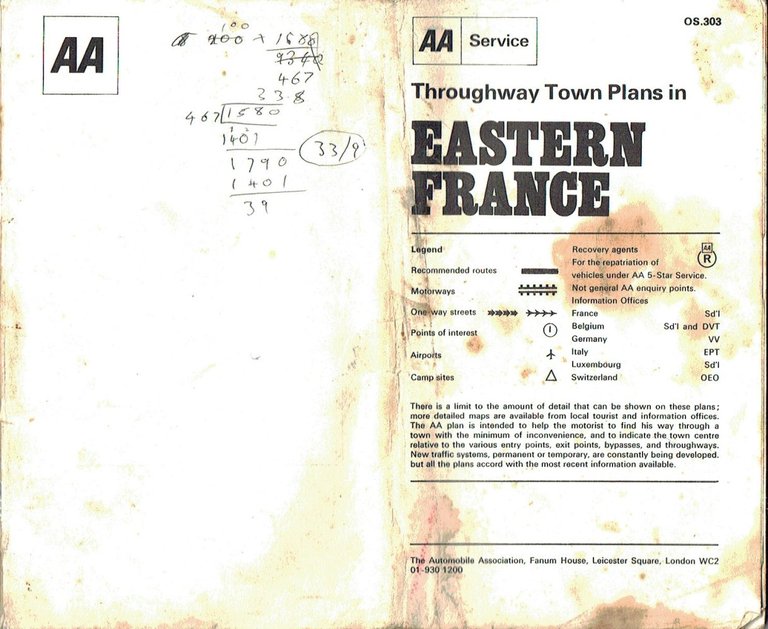 AA
100
200 x 1580
2340
467
33.8
467 1580
1401
1790
1401
39
33/9
OS.303
AA Service
Throughway Town Plans in
EASTERN
FRANCE
Legend
Recommended routes
Motorways
One way streets
Points of interest
Airports
Camp sites
Recovery agents
AA
R
For the repatriation of
vehicles under AA 5-Star Service.
Not general AA enquiry points.
Information Offices
France Sd'I
Belgium Sd'I and DVT
Germany VV
Italy EPT
Luxembourg Sd'I
Switzerland OEO
There is a limit to the amount of detail that can be shown on these plans;
more detailed maps are available from local tourist and information offices.
The AA plan is intended to help the motorist to find his way through a
town with the minimum of inconvenience, and to indicate the town centre
relative to the various entry points, exit points, bypasses, and throughways.
New traffic systems, permanent or temporary, are constantly being developed.
but all the plans accord with the most recent information available.
The Automobile Association, Fanum House, Leicester Square, London WC2
01-930 1200